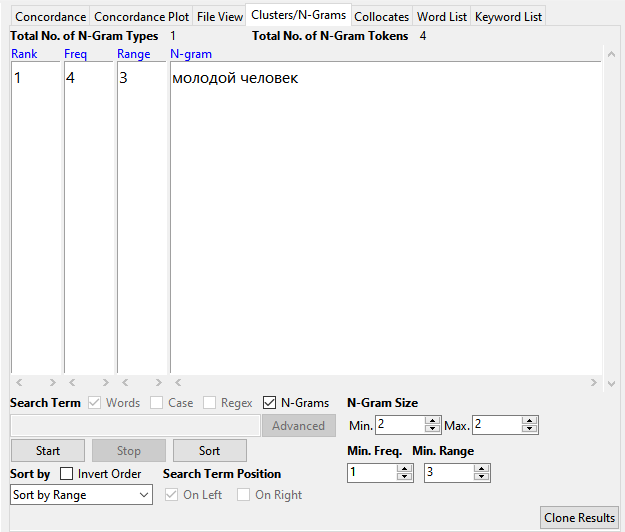 Concordance Concordance Plot File View Clusters/N-Grams Collocates Word List Keyword List
Total No. of N-Gram Types 1 Total No. of N-Gram Tokens 4
Rank Freq Range N-gram
1 4 3 молодой человек
Search Term Words Case Regex N-Grams N-Gram Size
Advanced Min. 2 Max. 2
Start Stop Sort Min. Freq. Min. Range
Sort by Invert Order Search Term Position 1 3
Sort by Range On Left On Right
Clone Results